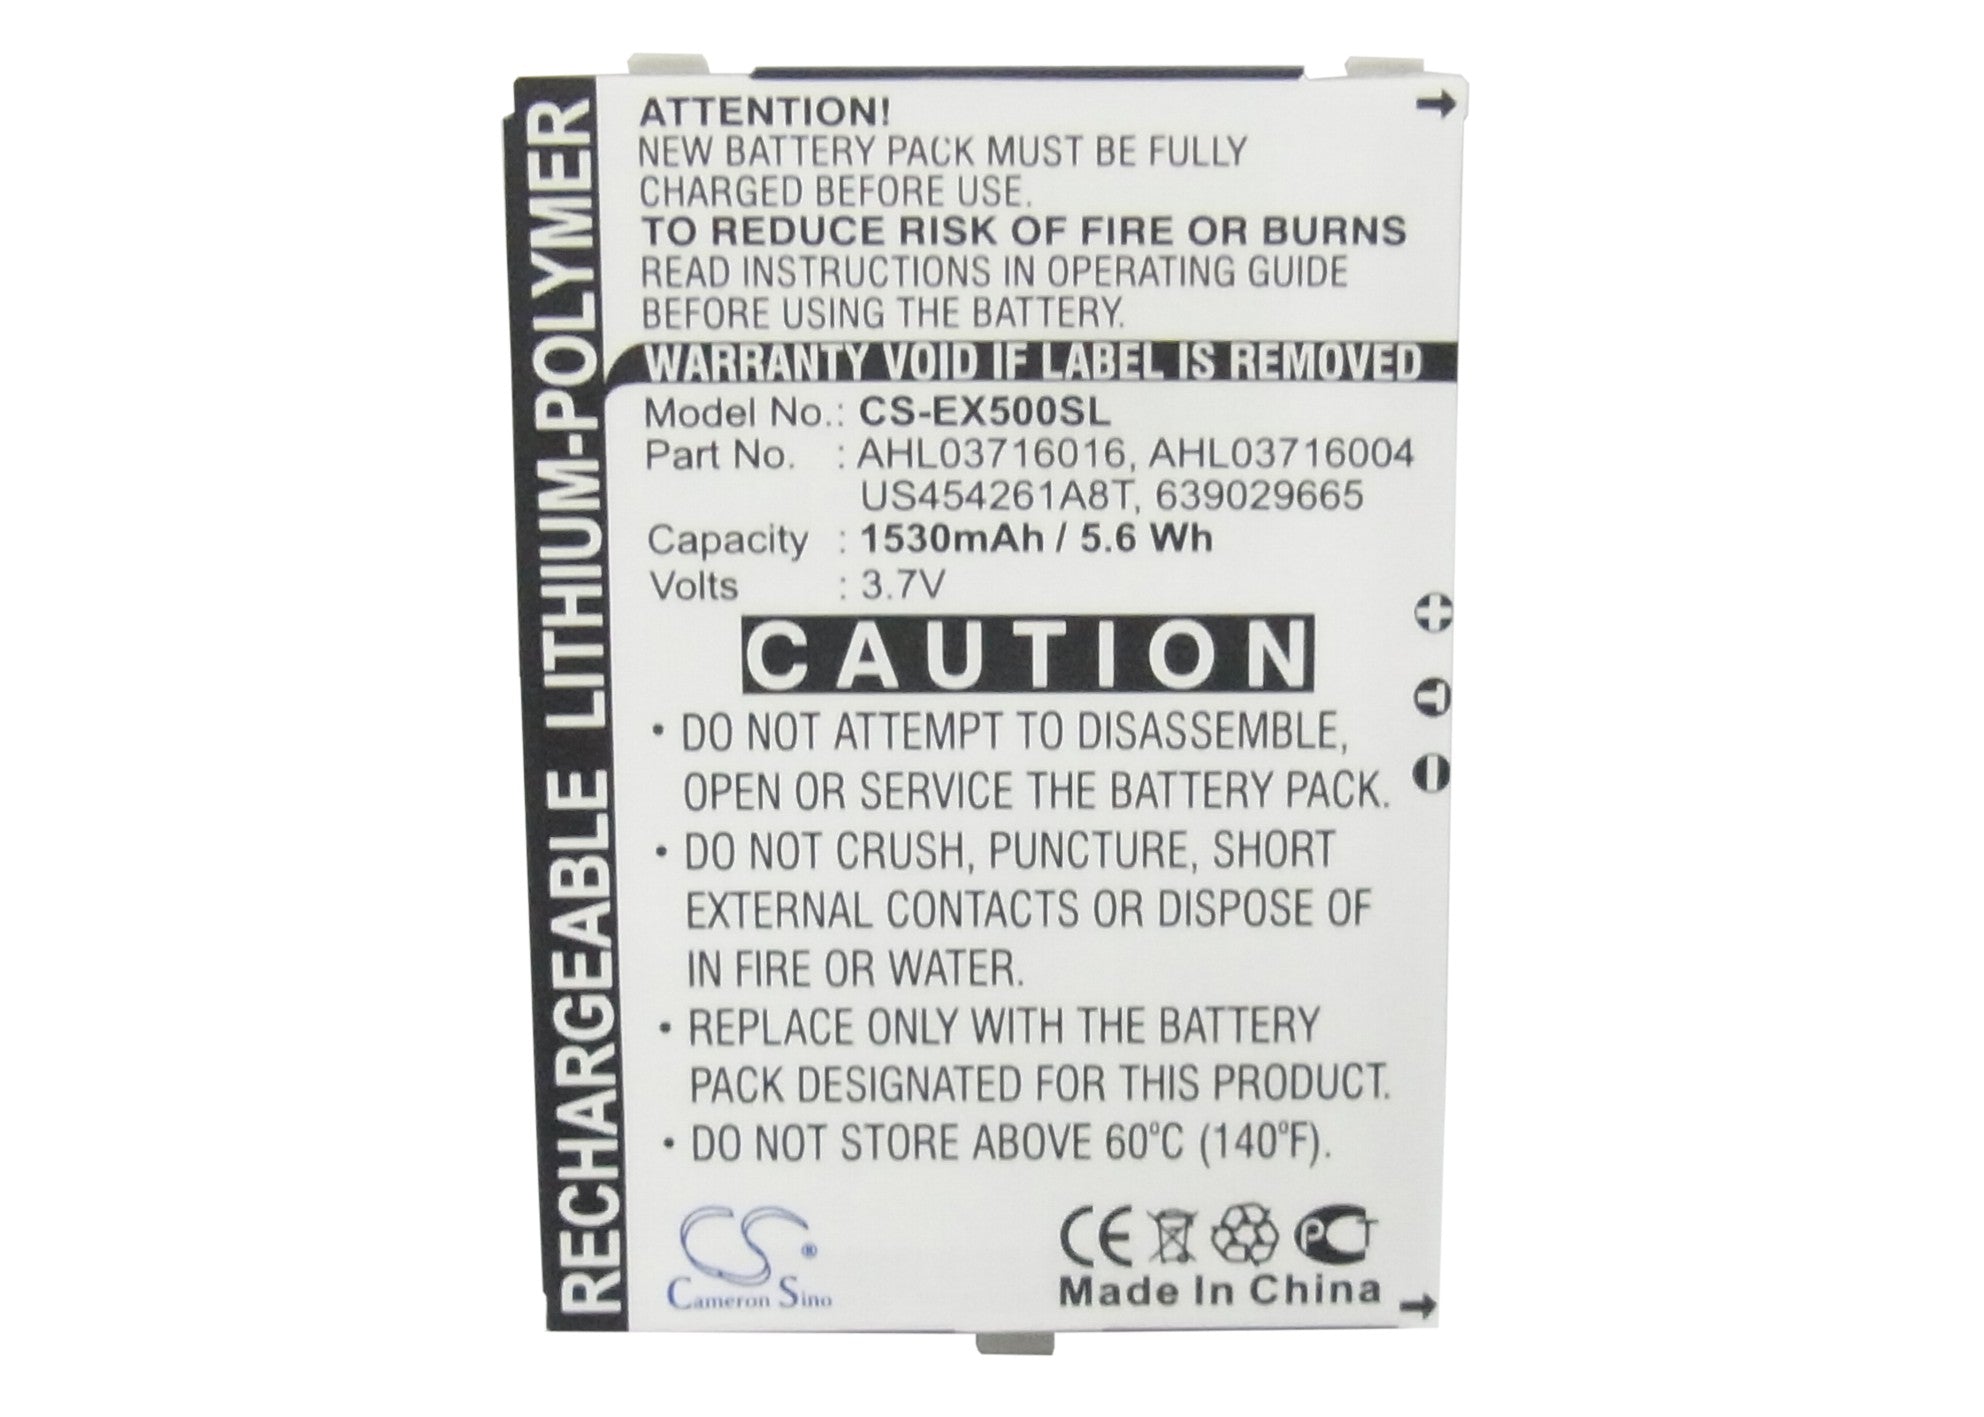 RECHARGEABLE LITHIUM-POLYMER
ATTENTION!
NEW BATTERY PACK MUST BE FULLY
CHARGED BEFORE USE.
TO REDUCE RISK OF FIRE OR BURNS
READ INSTRUCTIONS IN OPERATING GUIDE
BEFORE USING THE BATTERY.
WARRANTY VOID IF LABEL IS REMOVED
Model No.: CS-EX500SL
Part No. : AHL03716016, AHL03716004
US454261A8T, 639029665
Capacity : 1530mAh / 5.6 Wh
Volts : 3.7V
+
T
-
CAUTION
• DO NOT ATTEMPT TO DISASSEMBLE,
OPEN OR SERVICE THE BATTERY PACK.
• DO NOT CRUSH, PUNCTURE, SHORT
EXTERNAL CONTACTS OR DISPOSE OF
IN FIRE OR WATER.
• REPLACE ONLY WITH THE BATTERY
PACK DESIGNATED FOR THIS PRODUCT.
• DO NOT STORE ABOVE 60°C (140°F).
CS®
Cameron Sino
CE PCT
Made In China